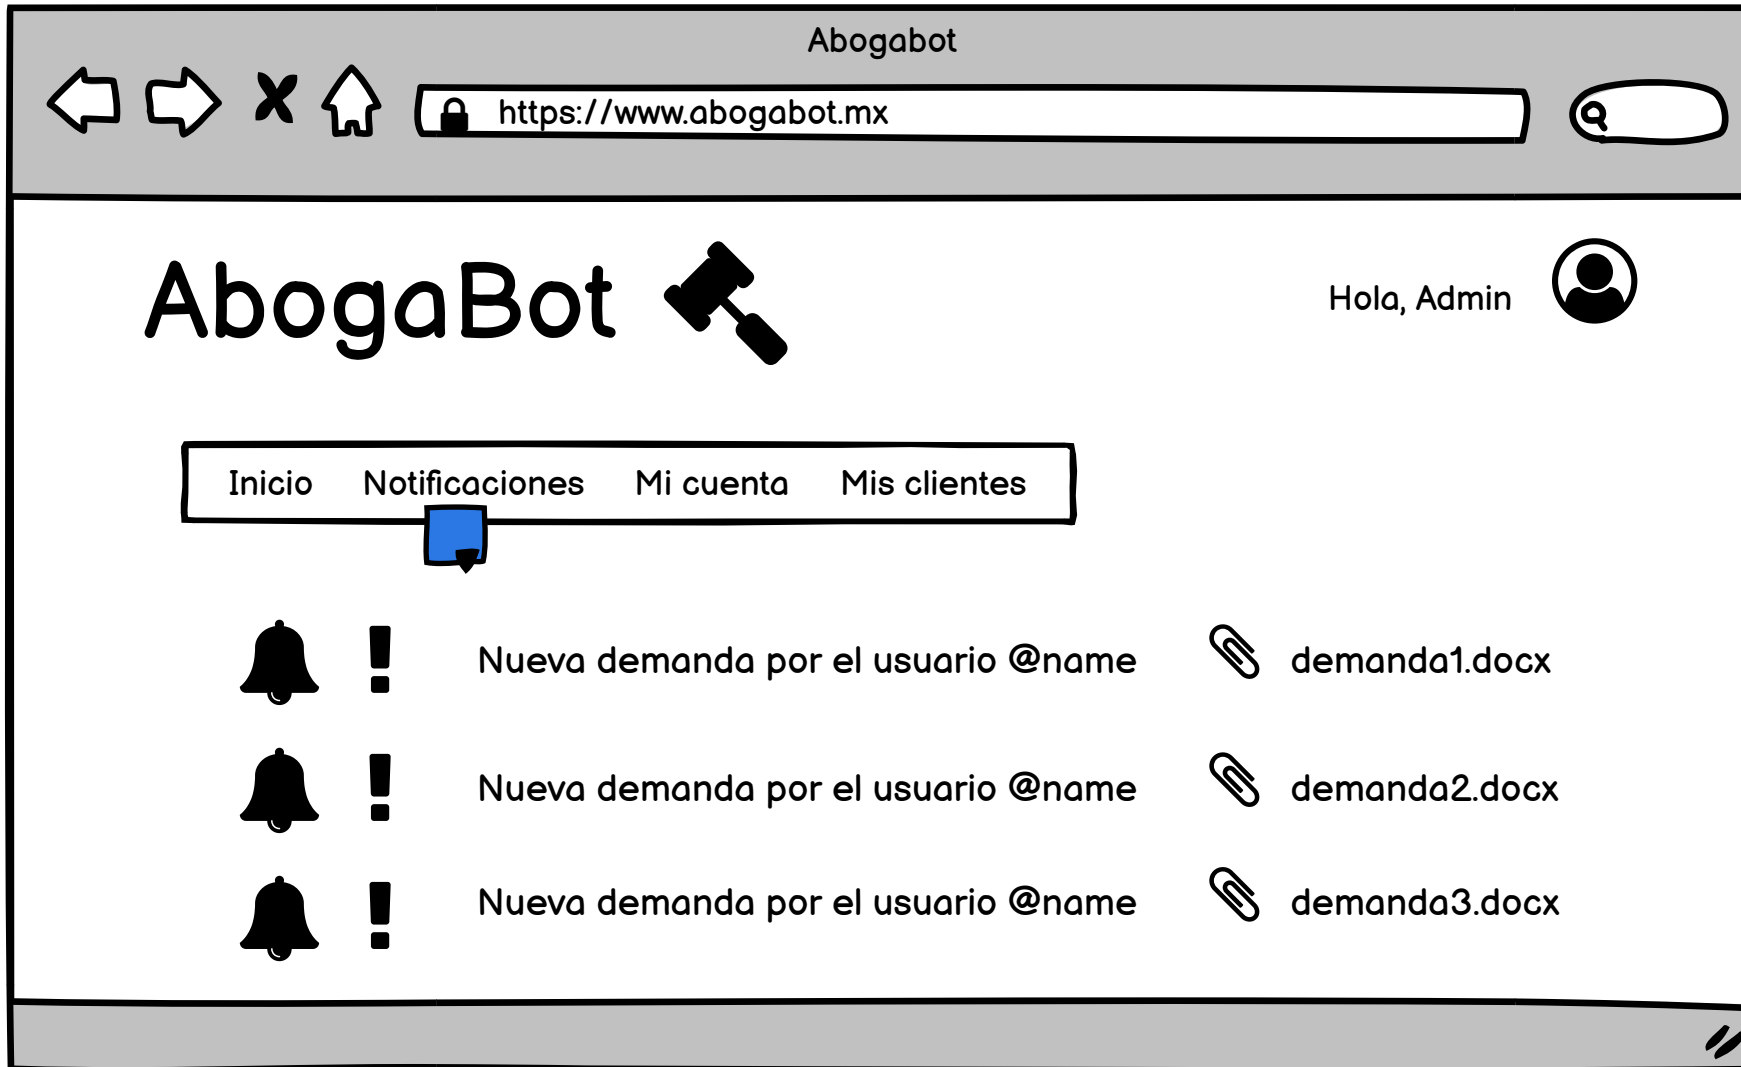 Abogabot
https://www.abogabot.mx
AbogaBot
Hola, Admin
Inicio Notificaciones Mi cuenta Mis clientes
Nueva demanda por el usuario @name demanda1.docx
Nueva demanda por el usuario @name demanda2.docx
Nueva demanda por el usuario @name demanda3.docx